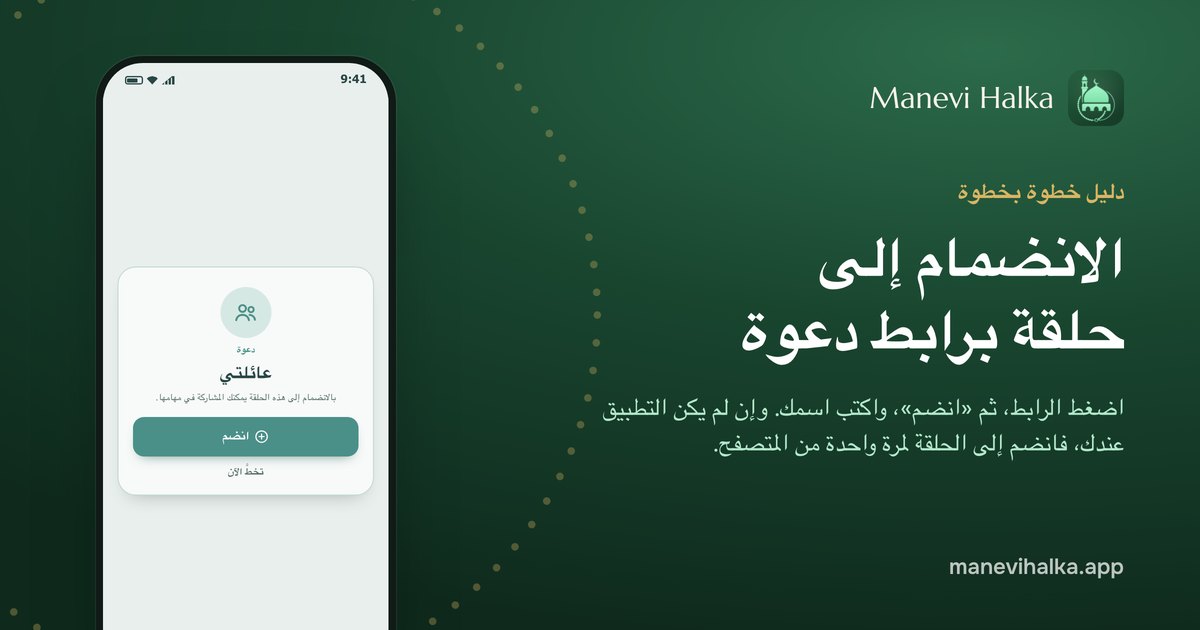 Manevi Halka
دليل خطوة بخطوة
الانضمام إلى
حلقة برابط دعوة
اضغط الرابط، ثم «انضم»، واكتب اسمك. وإن لم يكن التطبيق
عندك، فانضم إلى الحلقة لمرة واحدة من المتصفح.
manevihalka.app
9:41
دعوة
عائلتي
بالانضمام إلى هذه الحلقة يمكنك المشاركة في مهامها.
انضم
تخطَّ الآن